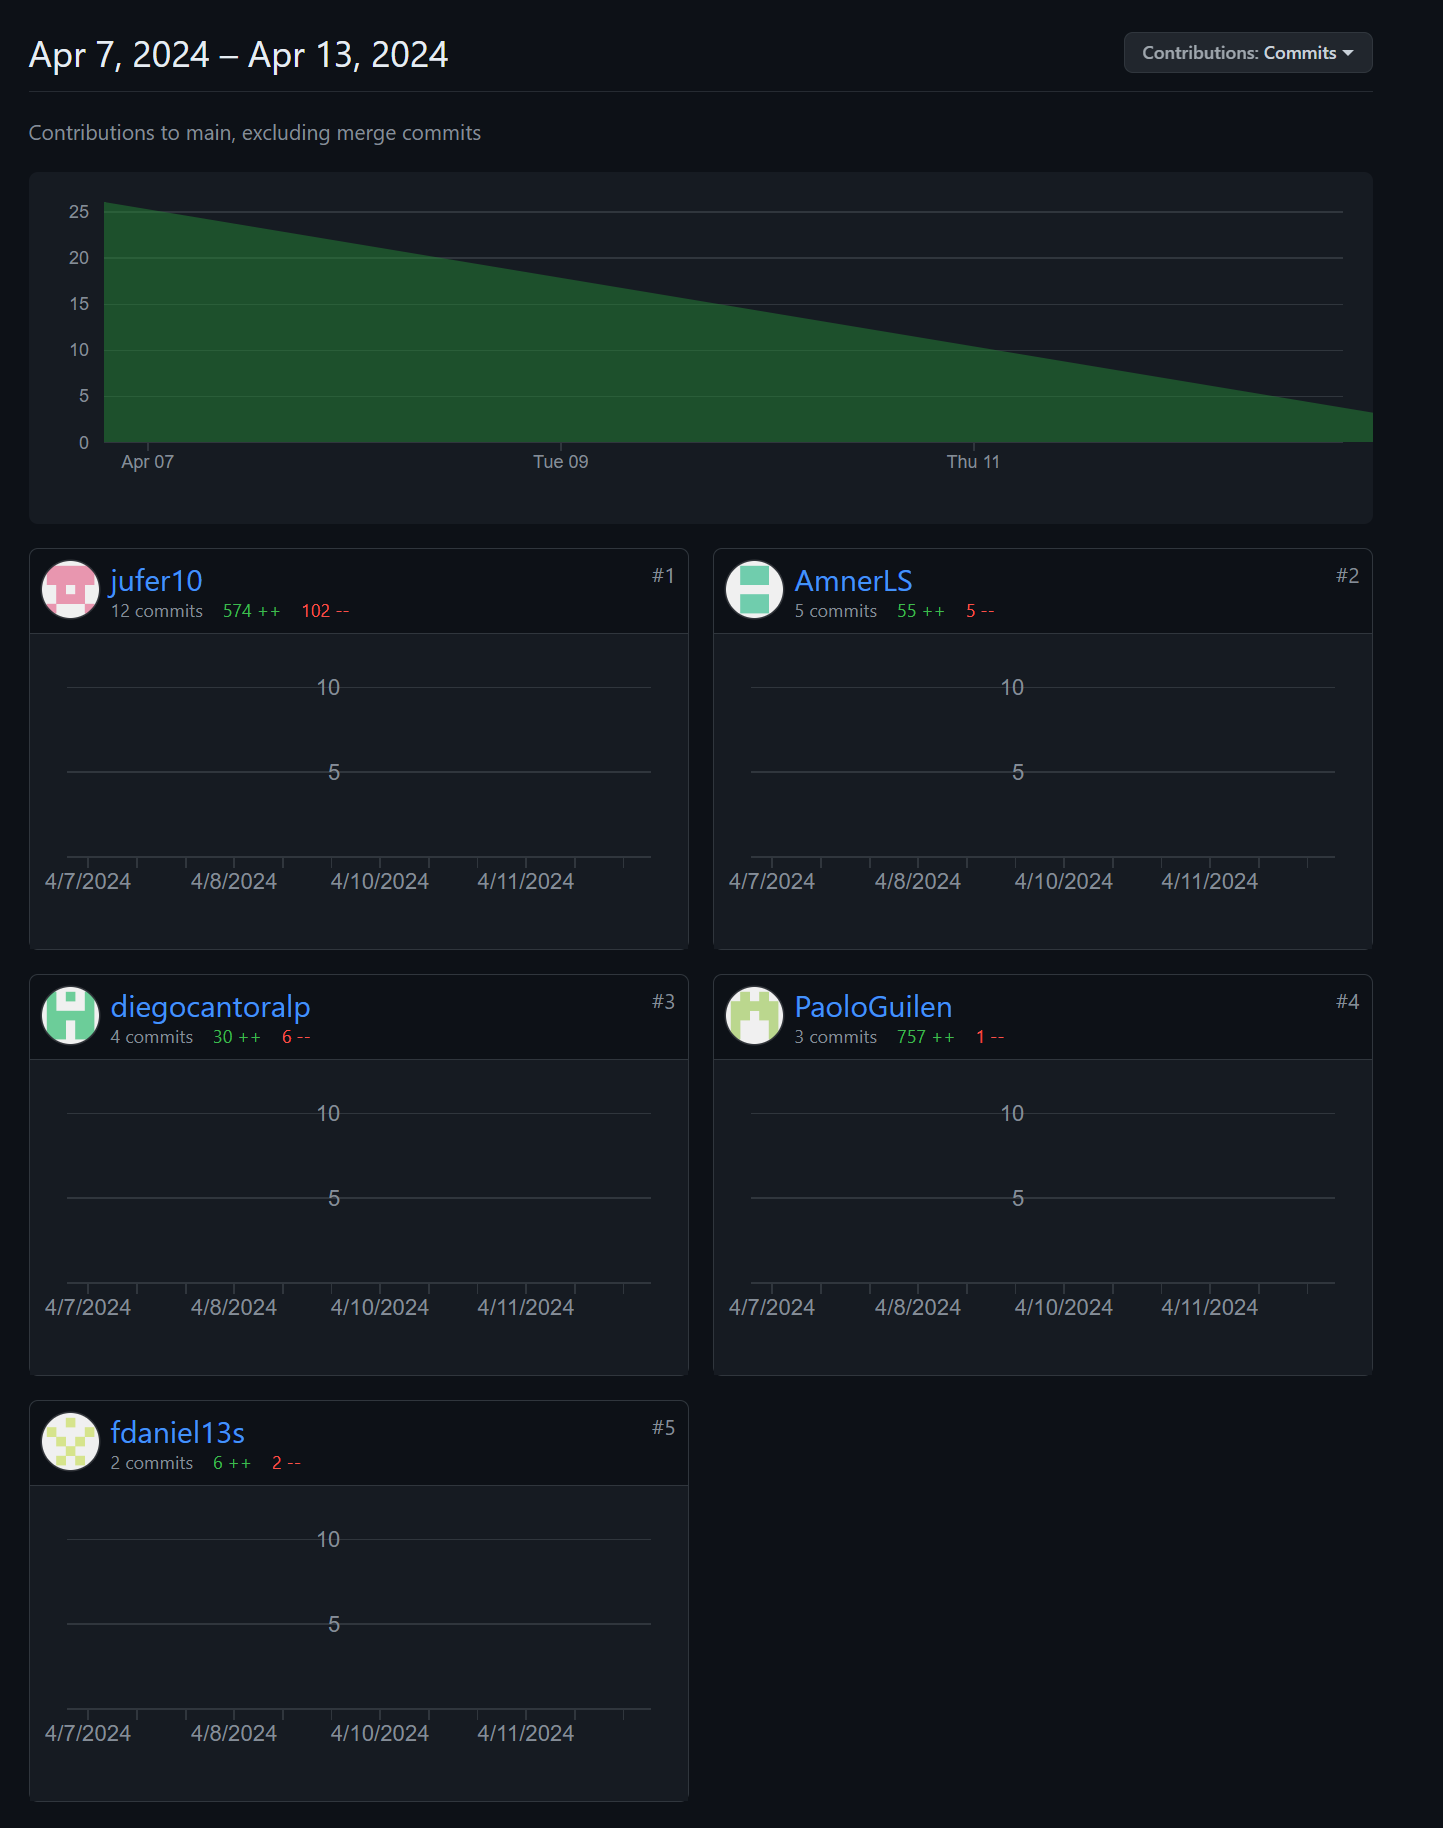 Apr 7, 2024 – Apr 13, 2024
Contributions: Commits
Contributions to main, excluding merge commits
25
20
15
10
5
0
Apr 07 Tue 09 Thu 11
jufer10 #1
12 commits 574 ++ 102 --
10
5
4/7/2024 4/8/2024 4/10/2024 4/11/2024
AmnerLS #2
5 commits 55 ++ 5 --
10
5
4/7/2024 4/8/2024 4/10/2024 4/11/2024
diegocantoralp #3
4 commits 30 ++ 6 --
10
5
4/7/2024 4/8/2024 4/10/2024 4/11/2024
PaoloGuilen #4
3 commits 757 ++ 1 --
10
5
4/7/2024 4/8/2024 4/10/2024 4/11/2024
fdaniel13s #5
2 commits 6 ++ 2 --
10
5
4/7/2024 4/8/2024 4/10/2024 4/11/2024